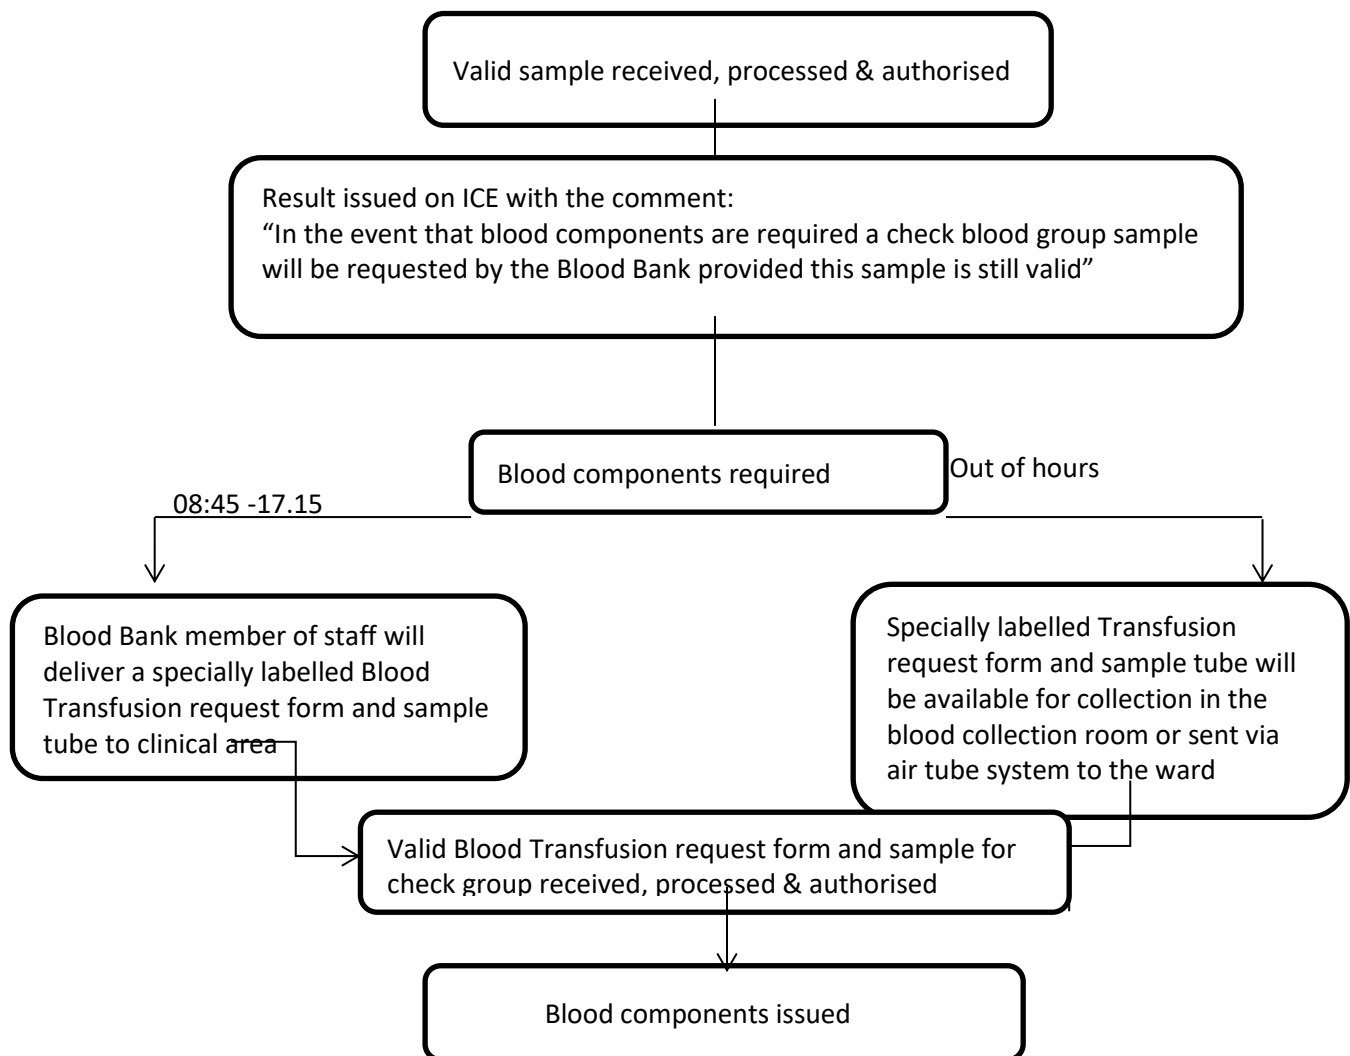 Valid sample received, processed & authorised
Result issued on ICE with the comment:
“In the event that blood components are required a check blood group sample
will be requested by the Blood Bank provided this sample is still valid”
Blood components required
Out of hours
08:45 -17.15
Blood Bank member of staff will
deliver a specially labelled Blood
Transfusion request form and sample
tube to clinical area
Specially labelled Transfusion
request form and sample tube will
be available for collection in the
blood collection room or sent via
air tube system to the ward
Valid Blood Transfusion request form and sample for
check group received, processed & authorised
Blood components issued